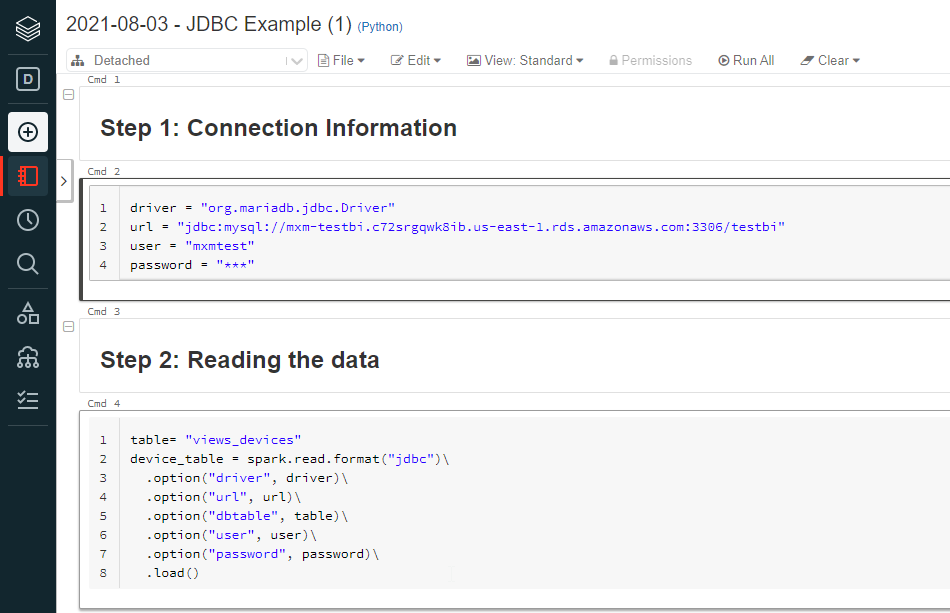 2021-08-03 - JDBC Example (1) (Python)
D
Detached File Edit View: Standard Permissions Run All Clear
Cmd 1
Step 1: Connection Information
Cmd 2
1 driver = "org.mariadb.jdbc.Driver"
2 url = "jdbc:mysql://mxm-testbi.c72srgqwk8ib.us-east-1.rds.amazonaws.com:3306/testbi"
3 user = "mxmtest"
4 password = "***"
Cmd 3
Step 2: Reading the data
Cmd 4
1 table= "views_devices"
2 device_table = spark.read.format("jdbc")\
3 .option("driver", driver)\
4 .option("url", url)\
5 .option("dbtable", table)\
6 .option("user", user)\
7 .option("password", password)\
8 .load()